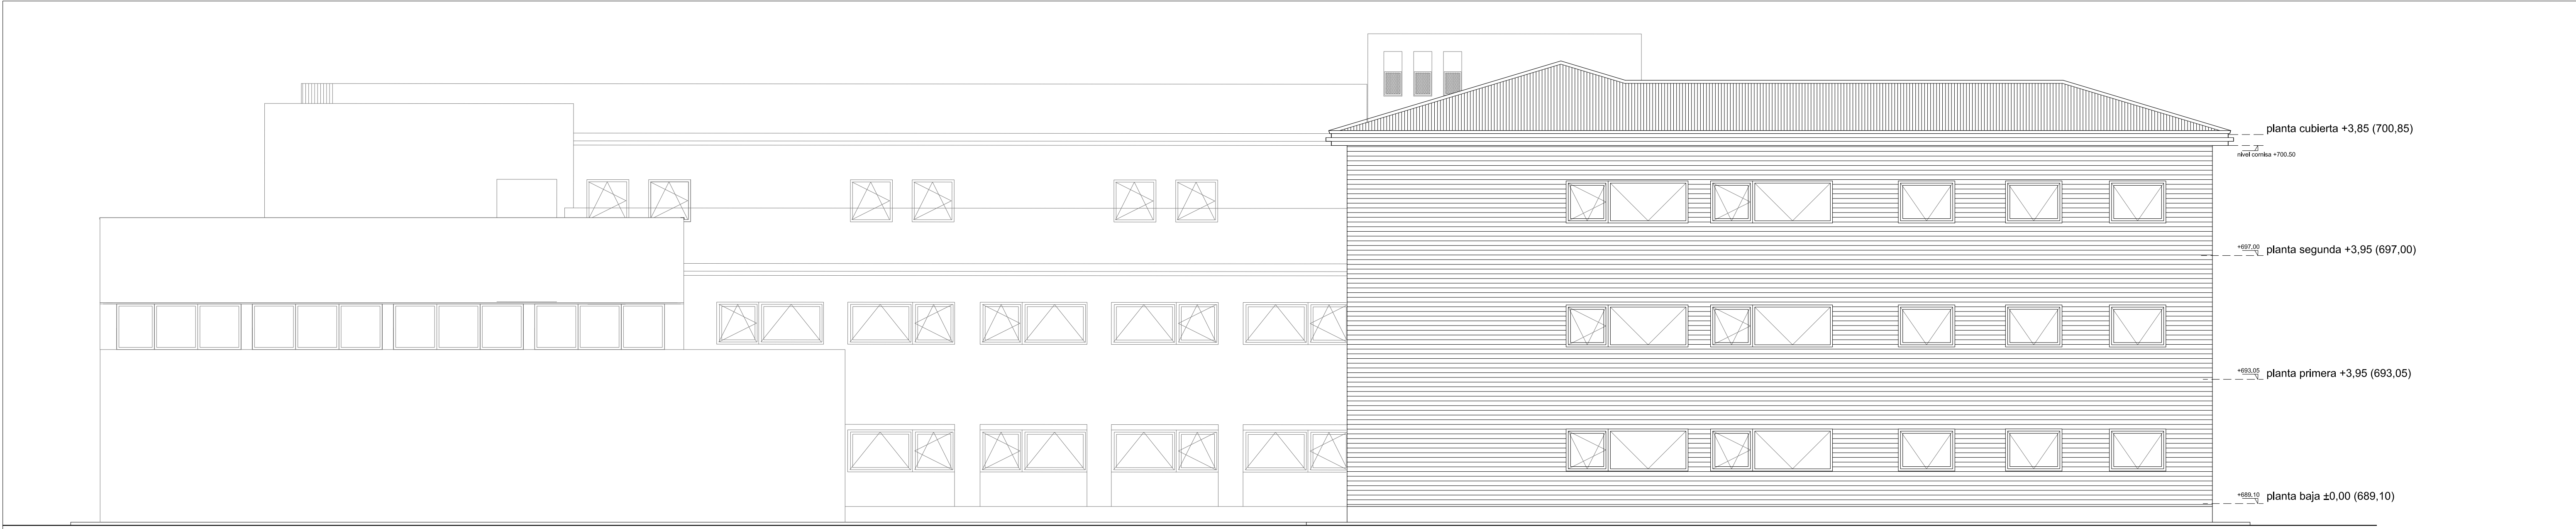 planta cubierta +3,85 (700,85)
nivel cornisa +700.50
+697,00 planta segunda +3,95 (697,00)
+693,05 planta primera +3,95 (693,05)
+689,10 planta baja ±0,00 (689,10)